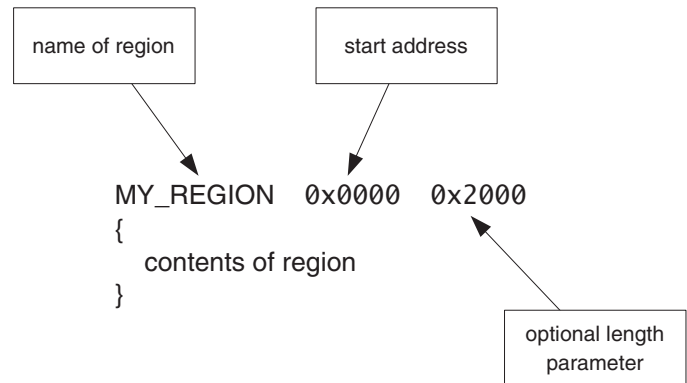 name of region
start address
MY_REGION 0x0000 0x2000
{
contents of region
}
optional length
parameter